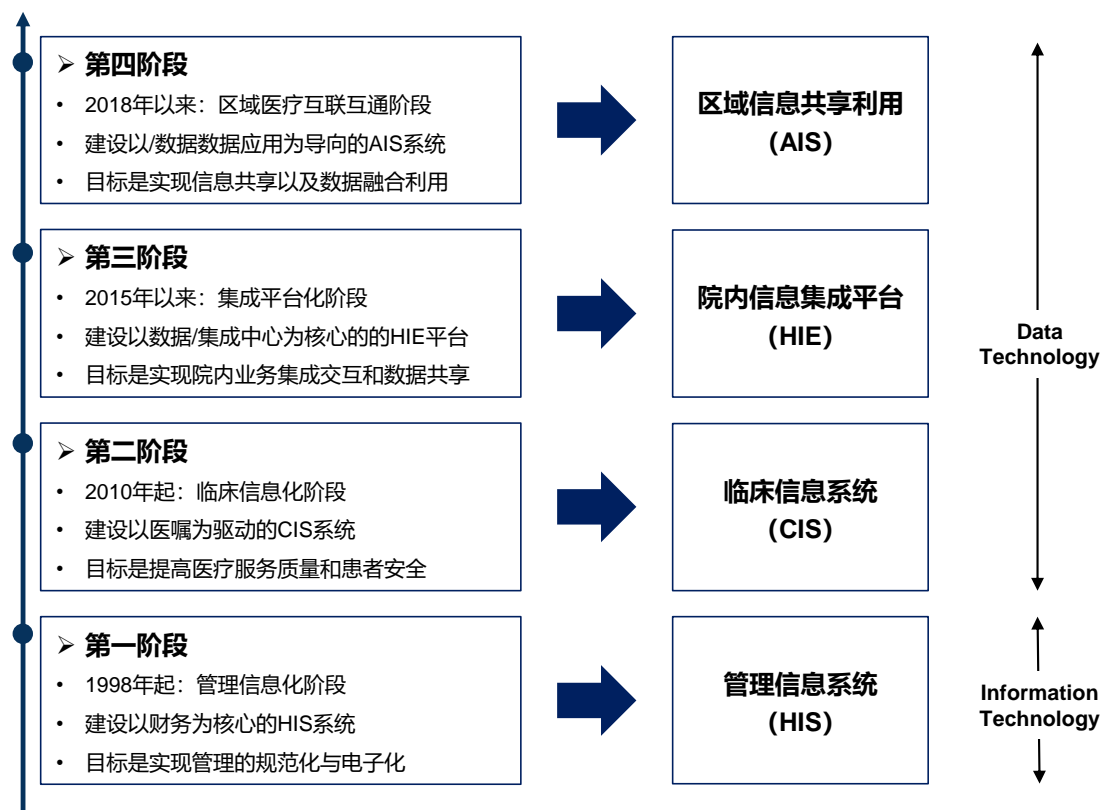 ➢ 第四阶段
• 2018年以来：区域医疗互联互通阶段
• 建设以/数据数据应用为导向的AIS系统
• 目标是实现信息共享以及数据融合利用
区域信息共享利用
（AIS）
➢ 第三阶段
• 2015年以来：集成平台化阶段
• 建设以数据/集成中心为核心的的HIE平台
• 目标是实现院内业务集成交互和数据共享
院内信息集成平台
（HIE）
➢ 第二阶段
• 2010年起：临床信息化阶段
• 建设以医嘱为驱动的CIS系统
• 目标是提高医疗服务质量和患者安全
临床信息系统
（CIS）
Data
Technology
➢ 第一阶段
• 1998年起：管理信息化阶段
• 建设以财务为核心的HIS系统
• 目标是实现管理的规范化与电子化
管理信息系统
（HIS）
Information
Technology